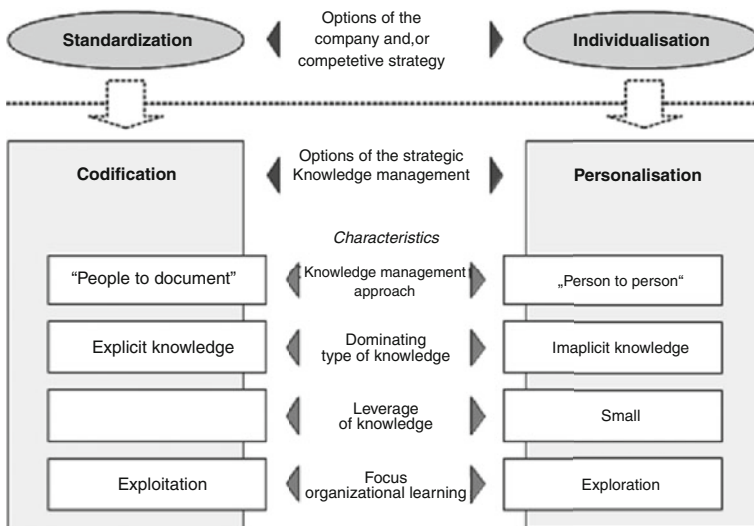 Standardization
Options of the
company and,or
competetive strategy
Individualisation
Codification
Options of the strategic
Knowledge management
Personalisation
Characteristics
“People to document”
Knowledge management
approach
„Person to person“
Explicit knowledge
Dominating
type of knowledge
Imaplicit knowledge
Leverage
of knowledge
Small
Exploitation
Focus
organizational learning
Exploration